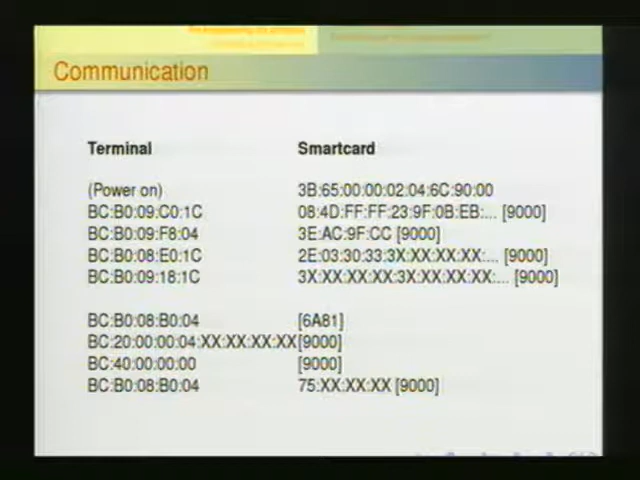 Communication
Terminal Smartcard
(Power on) 3B:65:00:00:02:04:6C:90:00
BC:B0:09:C0:1C 08:4D:FF:FF:23:9F:0B:EB:... [9000]
BC:B0:09:F8:04 3E:AC:9F:CC [9000]
BC:B0:08:E0:1C 2E:03:30:33:3X:XX:XX:XX:... [9000]
BC:B0:09:18:1C 3X:XX:XX:XX:3X:XX:XX:XX:... [9000]
BC:B0:08:B0:04 [6A81]
BC:20:00:00:04:XX:XX:XX:XX [9000]
BC:40:00:00:00 [9000]
BC:B0:08:B0:04 75:XX:XX:XX [9000]